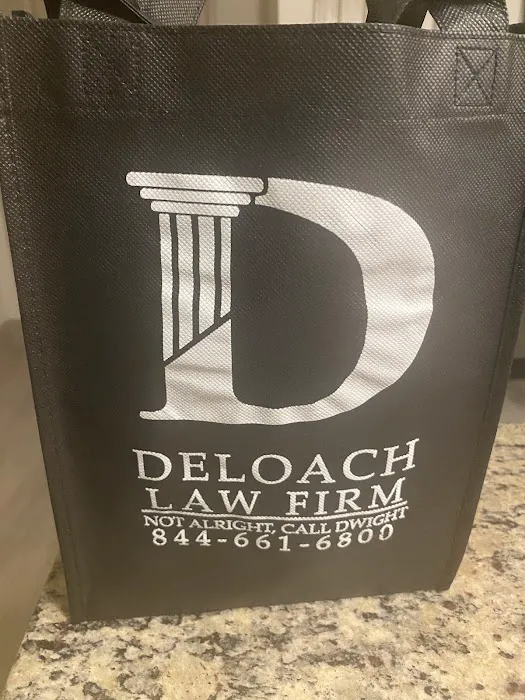 D
DELOACH
LAW FIRM
NOT ALRIGHT, CALL DWIGHT
844-661-6800